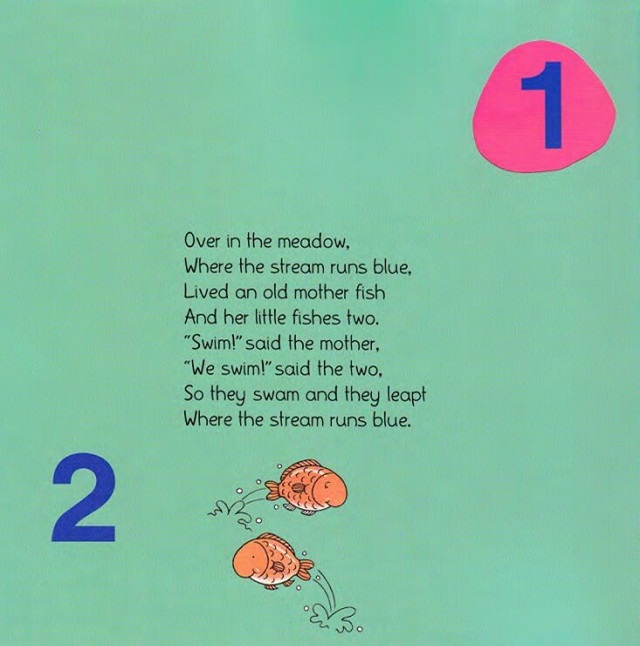 1
Over in the meadow,
Where the stream runs blue,
Lived an old mother fish
And her little fishes two.
"Swim!" said the mother,
"We swim!" said the two,
So they swam and they leapt
Where the stream runs blue.
2